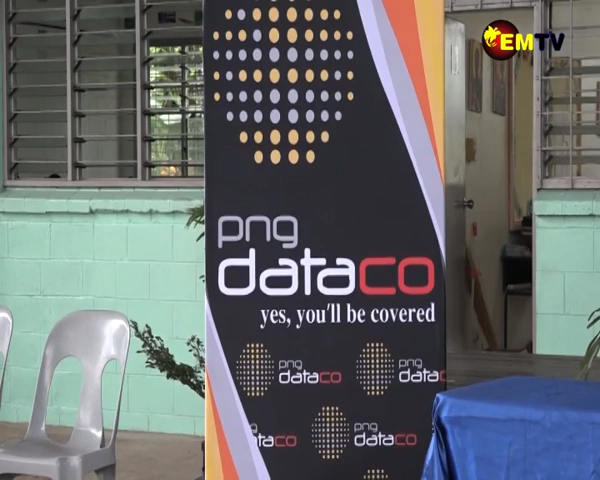 EMTV
png
dataco
yes, you'll be covered
png
dataco
png
dataco
png
dataco
png
dataco